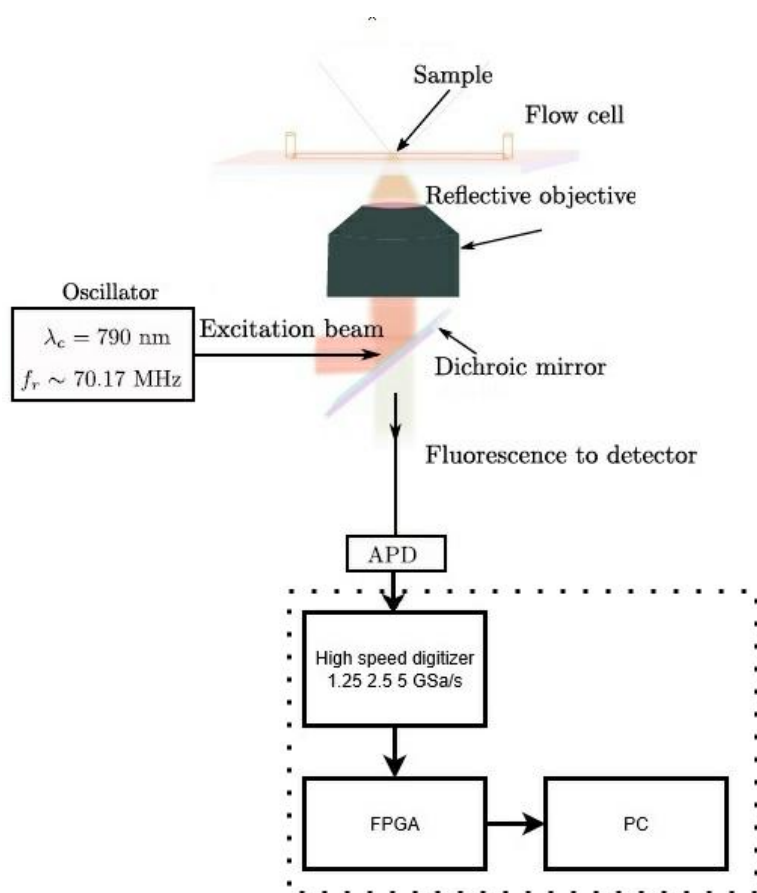 Sample
Flow cell
Reflective objective
Oscillator
λc = 790 nm
fr ∼ 70.17 MHz
Excitation beam
Dichroic mirror
Fluorescence to detector
APD
High speed digitizer
1.25 2.5 5 GSa/s
FPGA
PC